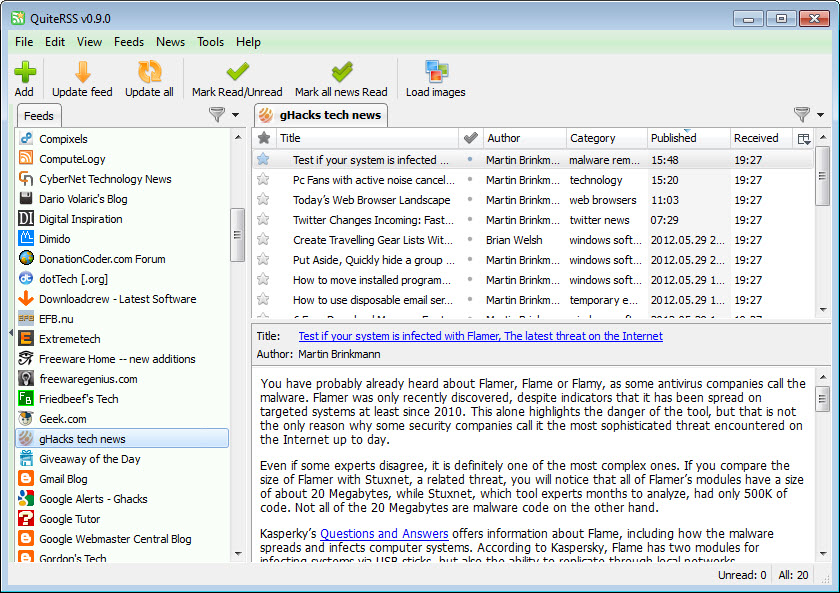 QuiteRSS v0.9.0
File Edit View Feeds News Tools Help
Add Update feed Update all Mark Read/Unread Mark all news Read Load images
Feeds
Compixels
ComputeLogy
CyberNet Technology News
Dario Volaric's Blog
Digital Inspiration
Dimido
DonationCoder.com Forum
dotTech [.org]
Downloadcrew - Latest Software
EFB.nu
Extremetech
Freeware Home -- new additions
freewaregenius.com
Friedbeef's Tech
Geek.com
gHacks tech news
Giveaway of the Day
Gmail Blog
Google Alerts - Ghacks
Google Tutor
Google Webmaster Central Blog
Gordon's Tech
gHacks tech news
Title Author Category Published Received
Test if your system is infected ... Martin Brinkm... malware rem... 15:48 19:27
Pc Fans with active noise cancel... Martin Brinkm... technology 15:20 19:27
Today's Web Browser Landscape Martin Brinkm... web browsers 11:03 19:27
Twitter Changes Incoming: Fast... Martin Brinkm... twitter news 07:29 19:27
Create Travelling Gear Lists Wit... Brian Welsh windows soft... 2012.05.29 2... 19:27
Put Aside, Quickly hide a group ... Martin Brinkm... windows soft... 2012.05.29 2... 19:27
How to move installed program... Martin Brinkm... windows soft... 2012.05.29 1... 19:27
How to use disposable email ser... Martin Brinkm... temporary e... 2012.05.29 1... 19:27
Title: Test if your system is infected with Flamer, The latest threat on the Internet
Author: Martin Brinkmann
You have probably already heard about Flamer, Flame or Flamy, as some antivirus companies call the
malware. Flamer was only recently discovered, despite indicators that it has been spread on
targeted systems at least since 2010. This alone highlights the danger of the tool, but that is not
the only reason why some security companies call it the most sophisticated threat encountered on
the Internet up to day.
Even if some experts disagree, it is definitely one of the most complex ones. If you compare the
size of Flamer with Stuxnet, a related threat, you will notice that all of Flamer's modules have a size
of about 20 Megabytes, while Stuxnet, which tool experts months to analyze, had only 500K of
code. Not all of the 20 Megabytes are malware code on the other hand.
Kasperky's Questions and Answers offers information about Flame, including how the malware
spreads and infects computer systems. According to Kaspersky, Flame has two modules for
infecting systems via USB sticks, but also the ability to replicate through local networks.
Unread: 0 All: 20